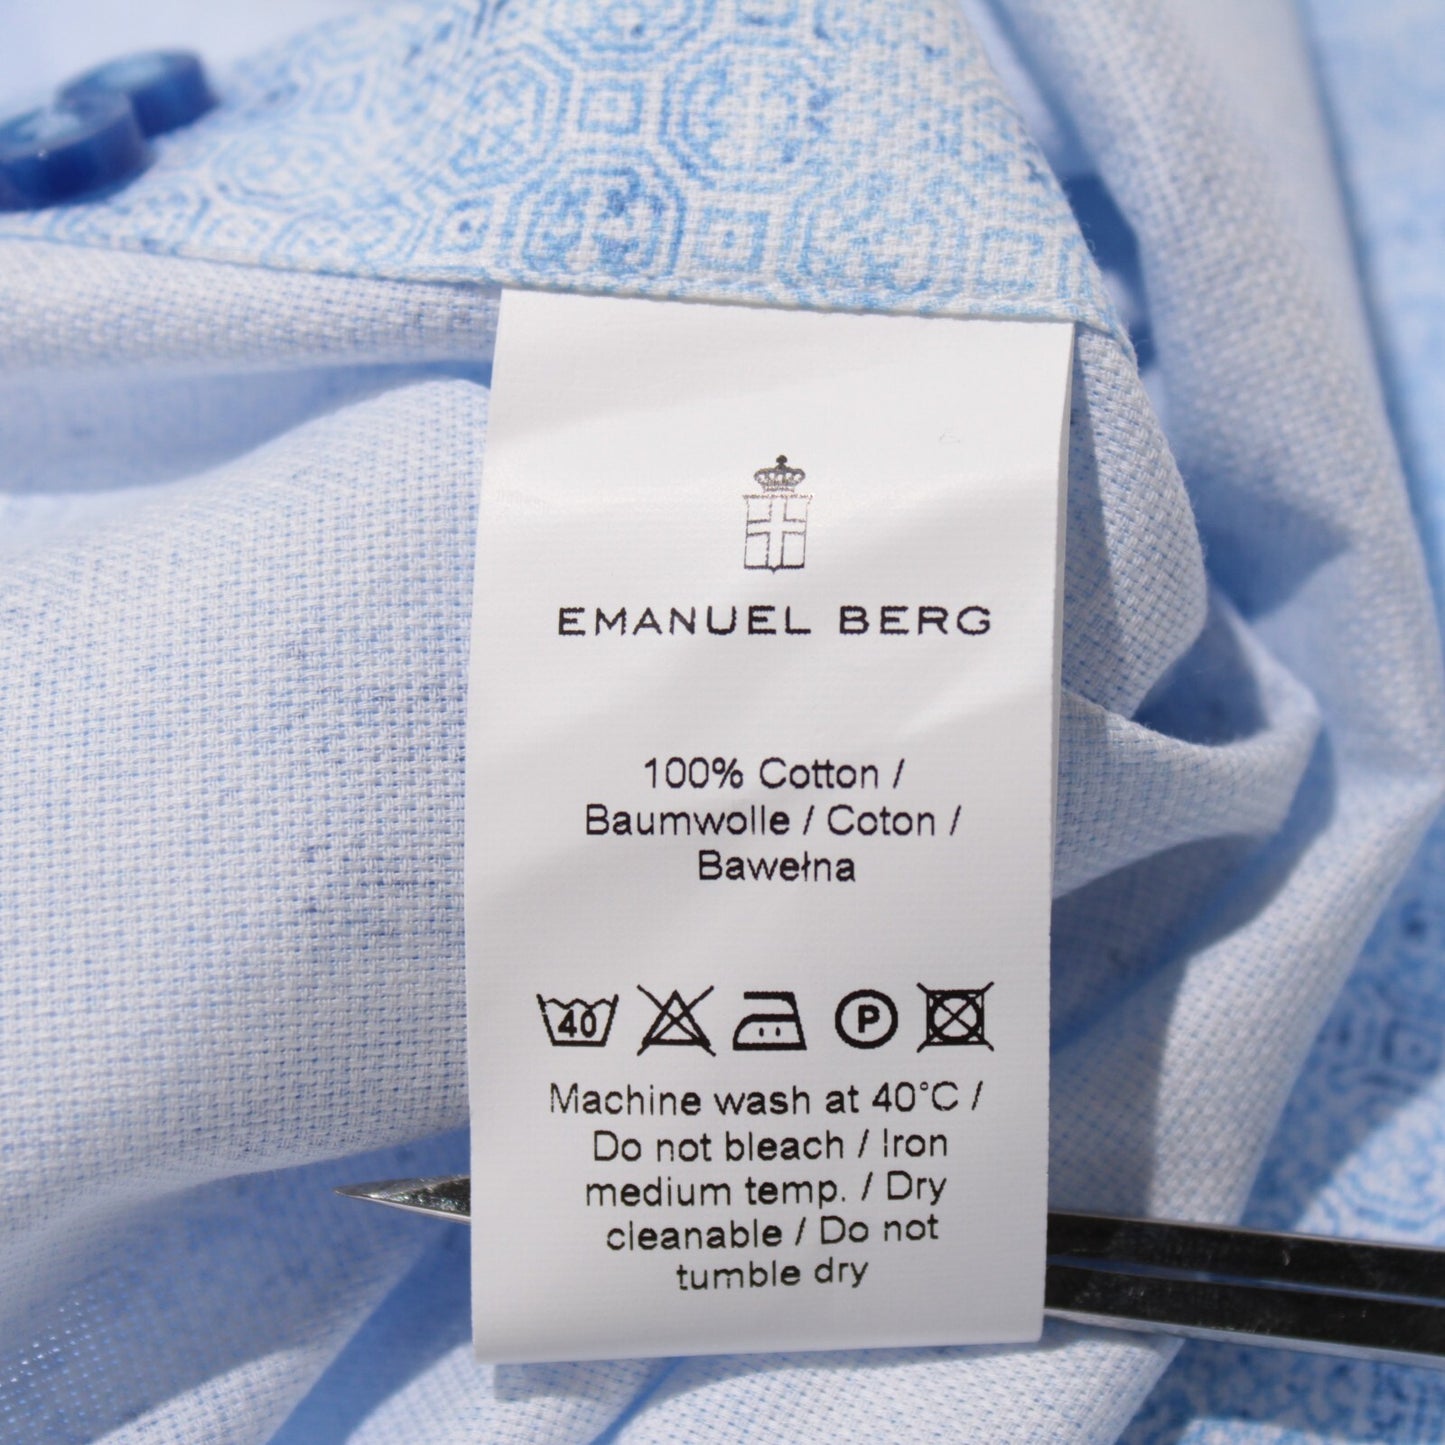 EMANUEL BERG
100% Cotton /
Baumwolle / Coton /
Bawełna
40 P
Machine wash at 40°C /
Do not bleach / Iron
medium temp. / Dry
cleanable / Do not
tumble dry